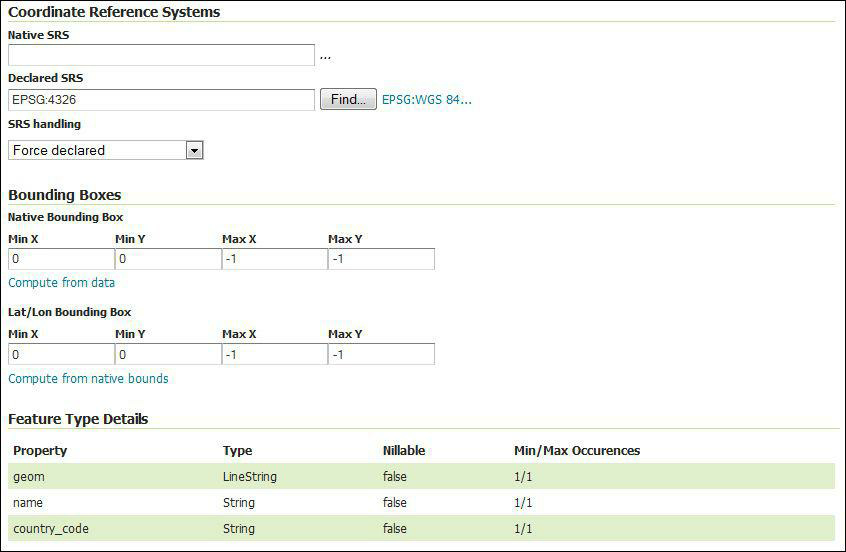 Coordinate Reference Systems
Native SRS
...
Declared SRS
EPSG:4326 Find... EPSG:WGS 84...
SRS handling
Force declared
Bounding Boxes
Native Bounding Box
Min X Min Y Max X Max Y
0 0 -1 -1
Compute from data
Lat/Lon Bounding Box
Min X Min Y Max X Max Y
0 0 -1 -1
Compute from native bounds
Feature Type Details
Property Type Nillable Min/Max Occurences
geom LineString false 1/1
name String false 1/1
country_code String false 1/1